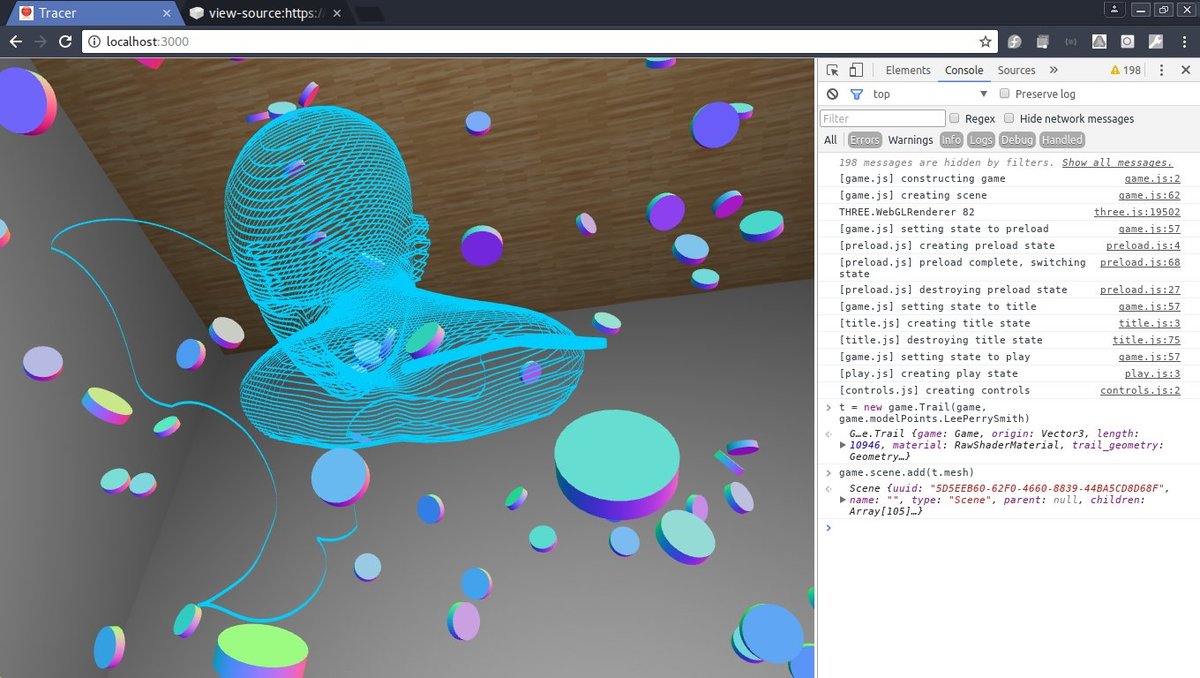 Tracer
view-source:https:/
localhost:3000
Elements Console Sources 198
top Preserve log
Filter Regex Hide network messages
All Errors Warnings Info Logs Debug Handled
198 messages are hidden by filters. Show all messages.
[game.js] constructing game game.js:2
[game.js] creating scene game.js:62
THREE.WebGLRenderer 82 three.js:19502
[game.js] setting state to preload game.js:57
[preload.js] creating preload state preload.js:4
[preload.js] preload complete, switching preload.js:68
state
[preload.js] destroying preload state preload.js:27
[game.js] setting state to title game.js:57
[title.js] creating title state title.js:3
[title.js] destroying title state title.js:75
[game.js] setting state to play game.js:57
[play.js] creating play state play.js:3
[controls.js] creating controls controls.js:2
t = new game.Trail(game,
game.modelPoints.LeePerrySmith)
G…e.Trail {game: Game, origin: Vector3, length:
10946, material: RawShaderMaterial, trail_geometry:
Geometry…}
game.scene.add(t.mesh)
Scene {uuid: "5D5EEB60-62F0-4660-8839-44BA5CD8D68F",
name: "", type: "Scene", parent: null, children:
Array[105]…}